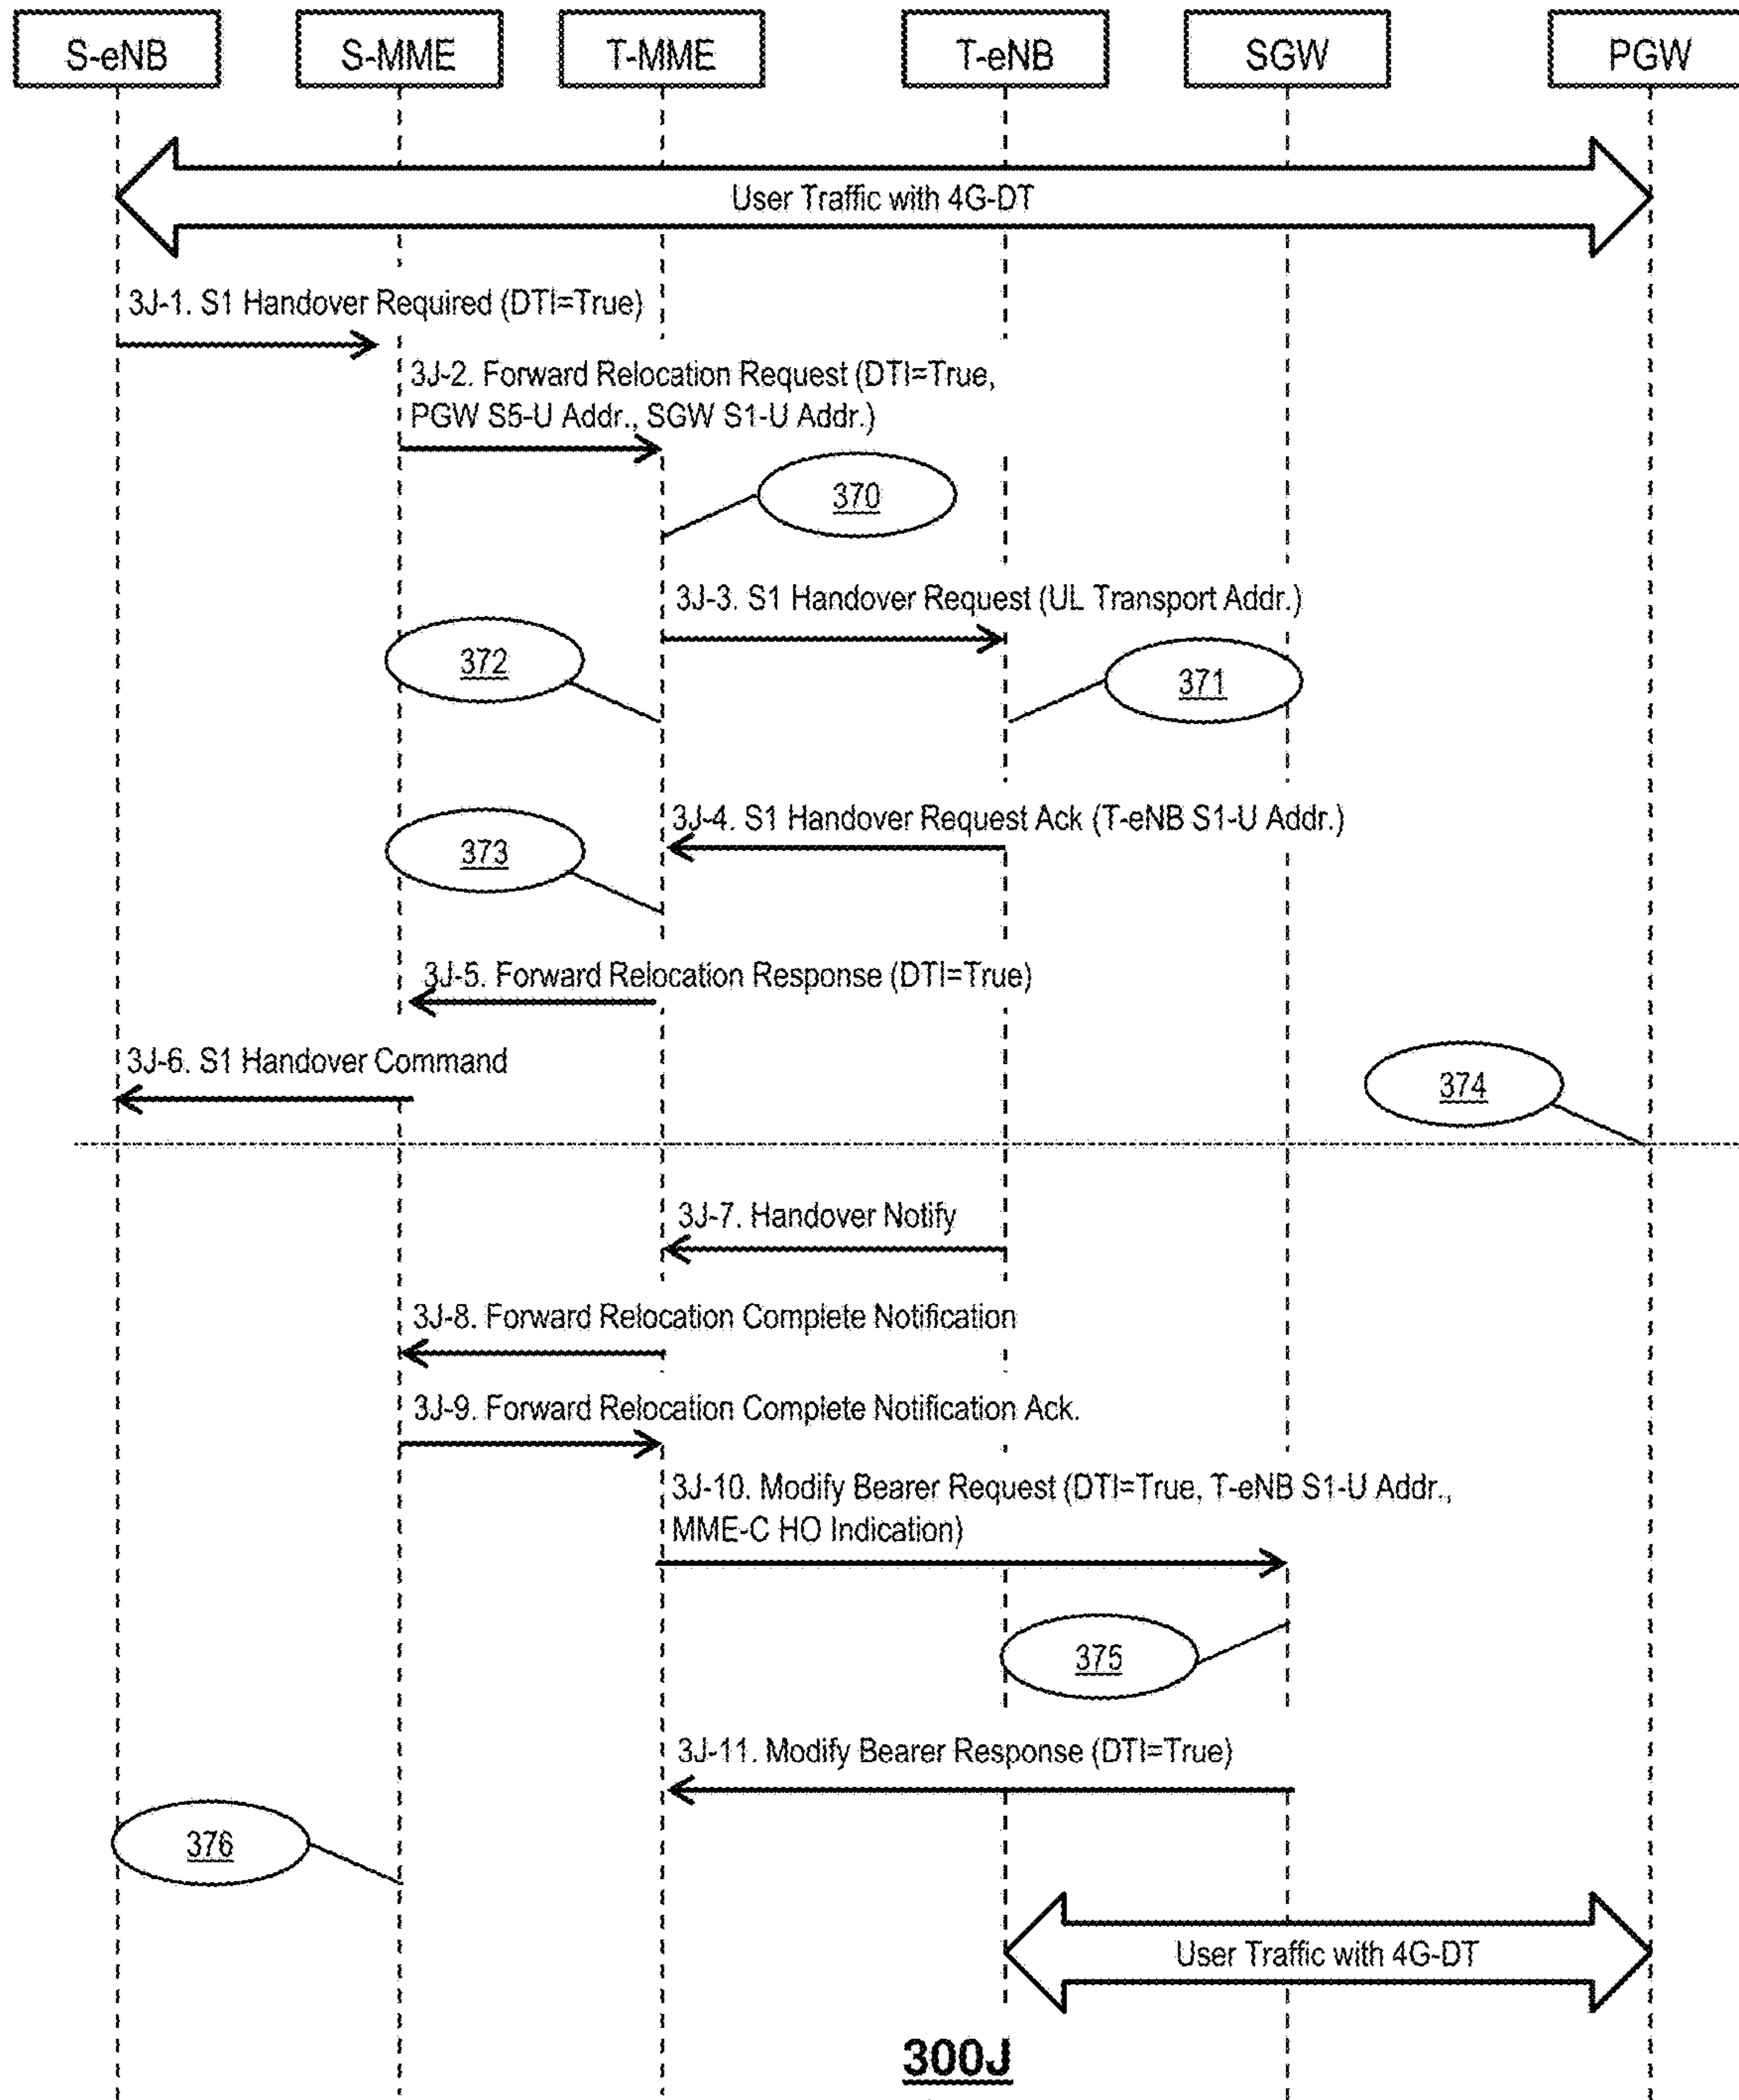 S-eNB
S-MME
T-MME
T-eNB
SGW
PGW
User Traffic with 4G-DT
3J-1. S1 Handover Required (DTI=True)
3J-2. Forward Relocation Request (DTI=True,
PGW S5-U Addr., SGW S1-U Addr.)
370
3J-3. S1 Handover Request (UL Transport Addr.)
372
371
3J-4. S1 Handover Request Ack (T-eNB S1-U Addr.)
373
3J-5. Forward Relocation Response (DTI=True)
3J-6. S1 Handover Command
374
3J-7. Handover Notify
3J-8. Forward Relocation Complete Notification
3J-9. Forward Relocation Complete Notification Ack.
3J-10. Modify Bearer Request (DTI=True, T-eNB S1-U Addr.,
MME-C HO Indication)
375
3J-11. Modify Bearer Response (DTI=True)
376
User Traffic with 4G-DT
300J